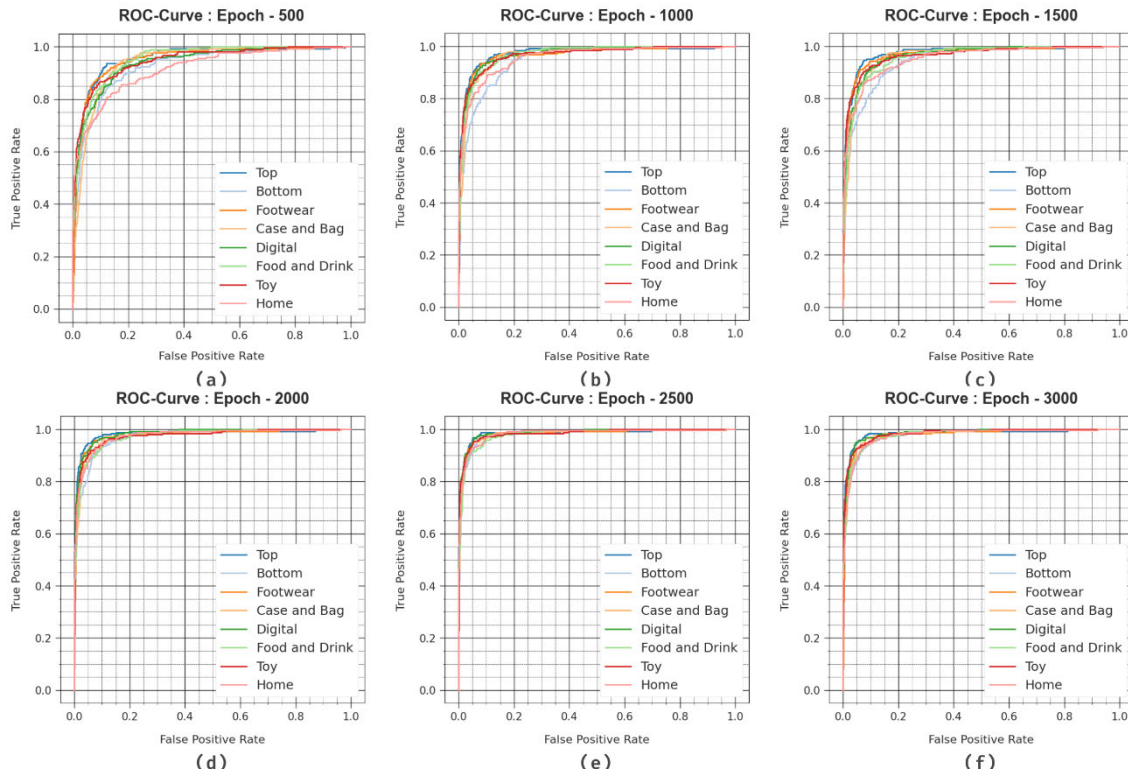 ROC-Curve : Epoch - 500
True Positive Rate
1.0
0.8
0.6
0.4
0.2
0.0
Top
Bottom
Footwear
Case and Bag
Digital
Food and Drink
Toy
Home
0.0 0.2 0.4 0.6 0.8 1.0
False Positive Rate
(a)
ROC-Curve : Epoch - 1000
True Positive Rate
1.0
0.8
0.6
0.4
0.2
0.0
Top
Bottom
Footwear
Case and Bag
Digital
Food and Drink
Toy
Home
0.0 0.2 0.4 0.6 0.8 1.0
False Positive Rate
(b)
ROC-Curve : Epoch - 1500
True Positive Rate
1.0
0.8
0.6
0.4
0.2
0.0
Top
Bottom
Footwear
Case and Bag
Digital
Food and Drink
Toy
Home
0.0 0.2 0.4 0.6 0.8 1.0
False Positive Rate
(c)
ROC-Curve : Epoch - 2000
True Positive Rate
1.0
0.8
0.6
0.4
0.2
0.0
Top
Bottom
Footwear
Case and Bag
Digital
Food and Drink
Toy
Home
0.0 0.2 0.4 0.6 0.8 1.0
False Positive Rate
(d)
ROC-Curve : Epoch - 2500
True Positive Rate
1.0
0.8
0.6
0.4
0.2
0.0
Top
Bottom
Footwear
Case and Bag
Digital
Food and Drink
Toy
Home
0.0 0.2 0.4 0.6 0.8 1.0
False Positive Rate
(e)
ROC-Curve : Epoch - 3000
True Positive Rate
1.0
0.8
0.6
0.4
0.2
0.0
Top
Bottom
Footwear
Case and Bag
Digital
Food and Drink
Toy
Home
0.0 0.2 0.4 0.6 0.8 1.0
False Positive Rate
(f)